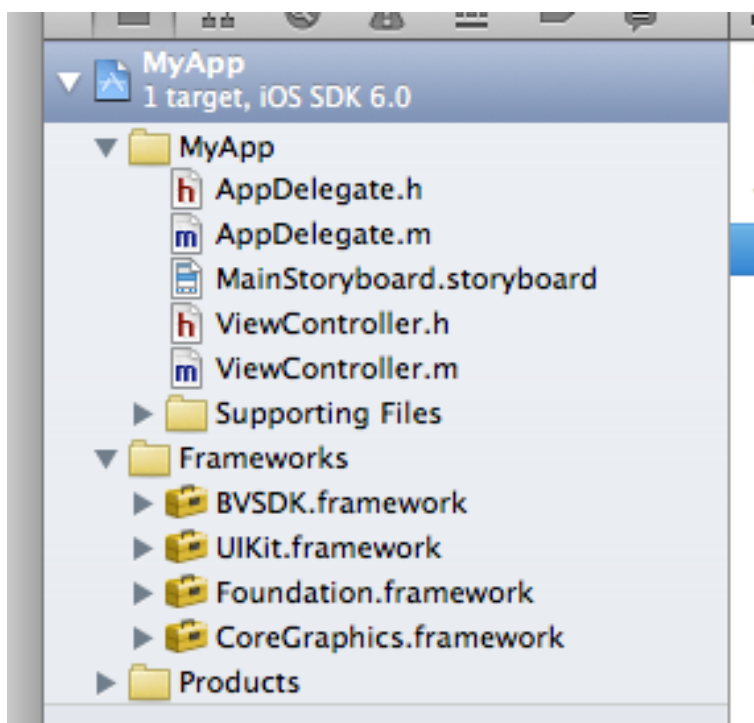 MyApp
1 target, iOS SDK 6.0
MyApp
h AppDelegate.h
m AppDelegate.m
MainStoryboard.storyboard
h ViewController.h
m ViewController.m
Supporting Files
Frameworks
BVSDK.framework
UIKit.framework
Foundation.framework
CoreGraphics.framework
Products